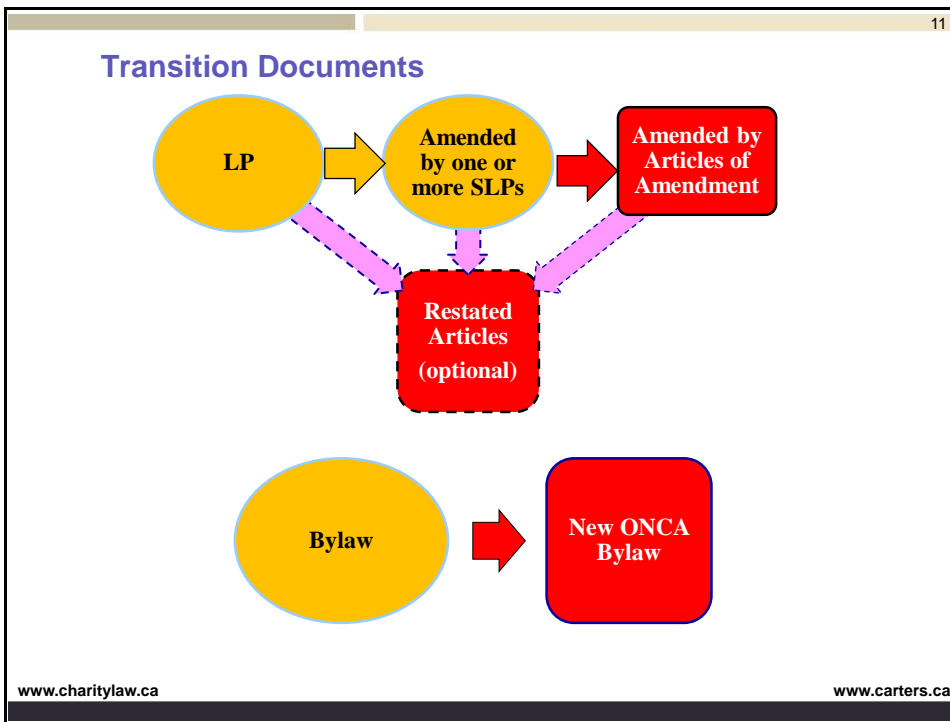 11
Transition Documents
LP
Amended
by one or
more SLPs
Amended by
Articles of
Amendment
Restated
Articles
(optional)
Bylaw
New ONCA
Bylaw
www.charitylaw.ca
www.carters.ca